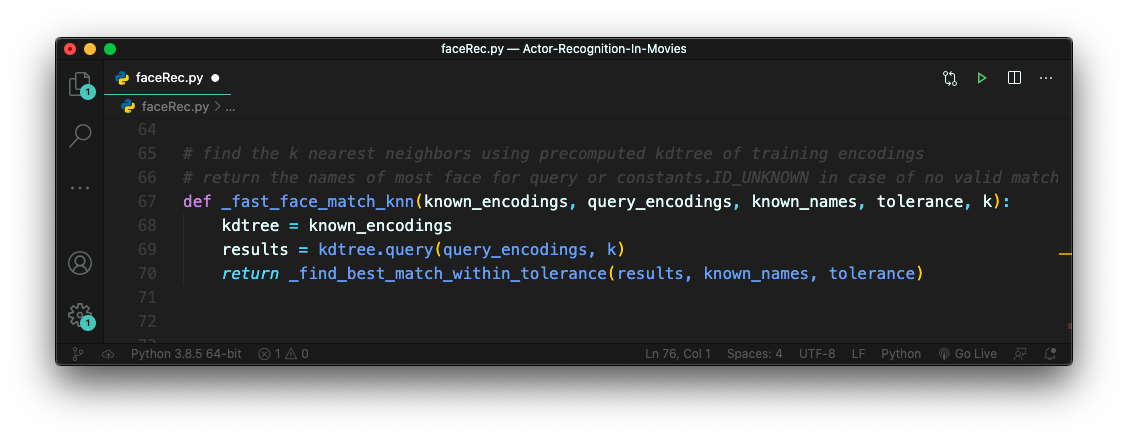 faceRec.py — Actor-Recognition-In-Movies
faceRec.py
faceRec.py > ...
64
65 # find the k nearest neighbors using precomputed kdtree of training encodings
66 # return the names of most face for query or constants.ID_UNKNOWN in case of no valid match
67 def _fast_face_match_knn(known_encodings, query_encodings, known_names, tolerance, k):
68 kdtree = known_encodings
69 results = kdtree.query(query_encodings, k)
70 return _find_best_match_within_tolerance(results, known_names, tolerance)
71
72
1
1
Python 3.8.5 64-bit 1 0 Ln 76, Col 1 Spaces: 4 UTF-8 LF Python Go Live